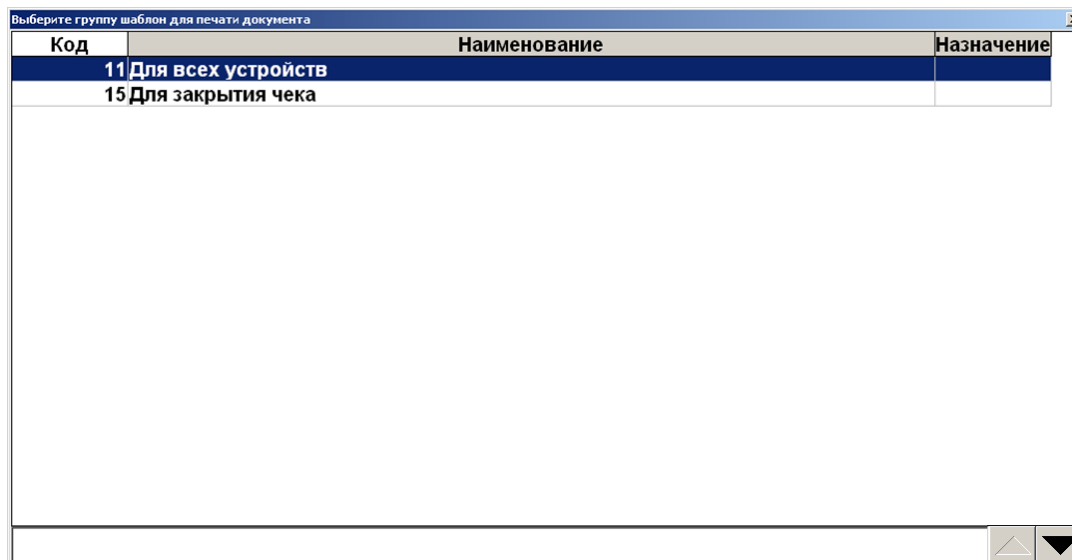 Выберите группу шаблон для печати документа
Код Наименование Назначение
11 Для всех устройств
15 Для закрытия чека